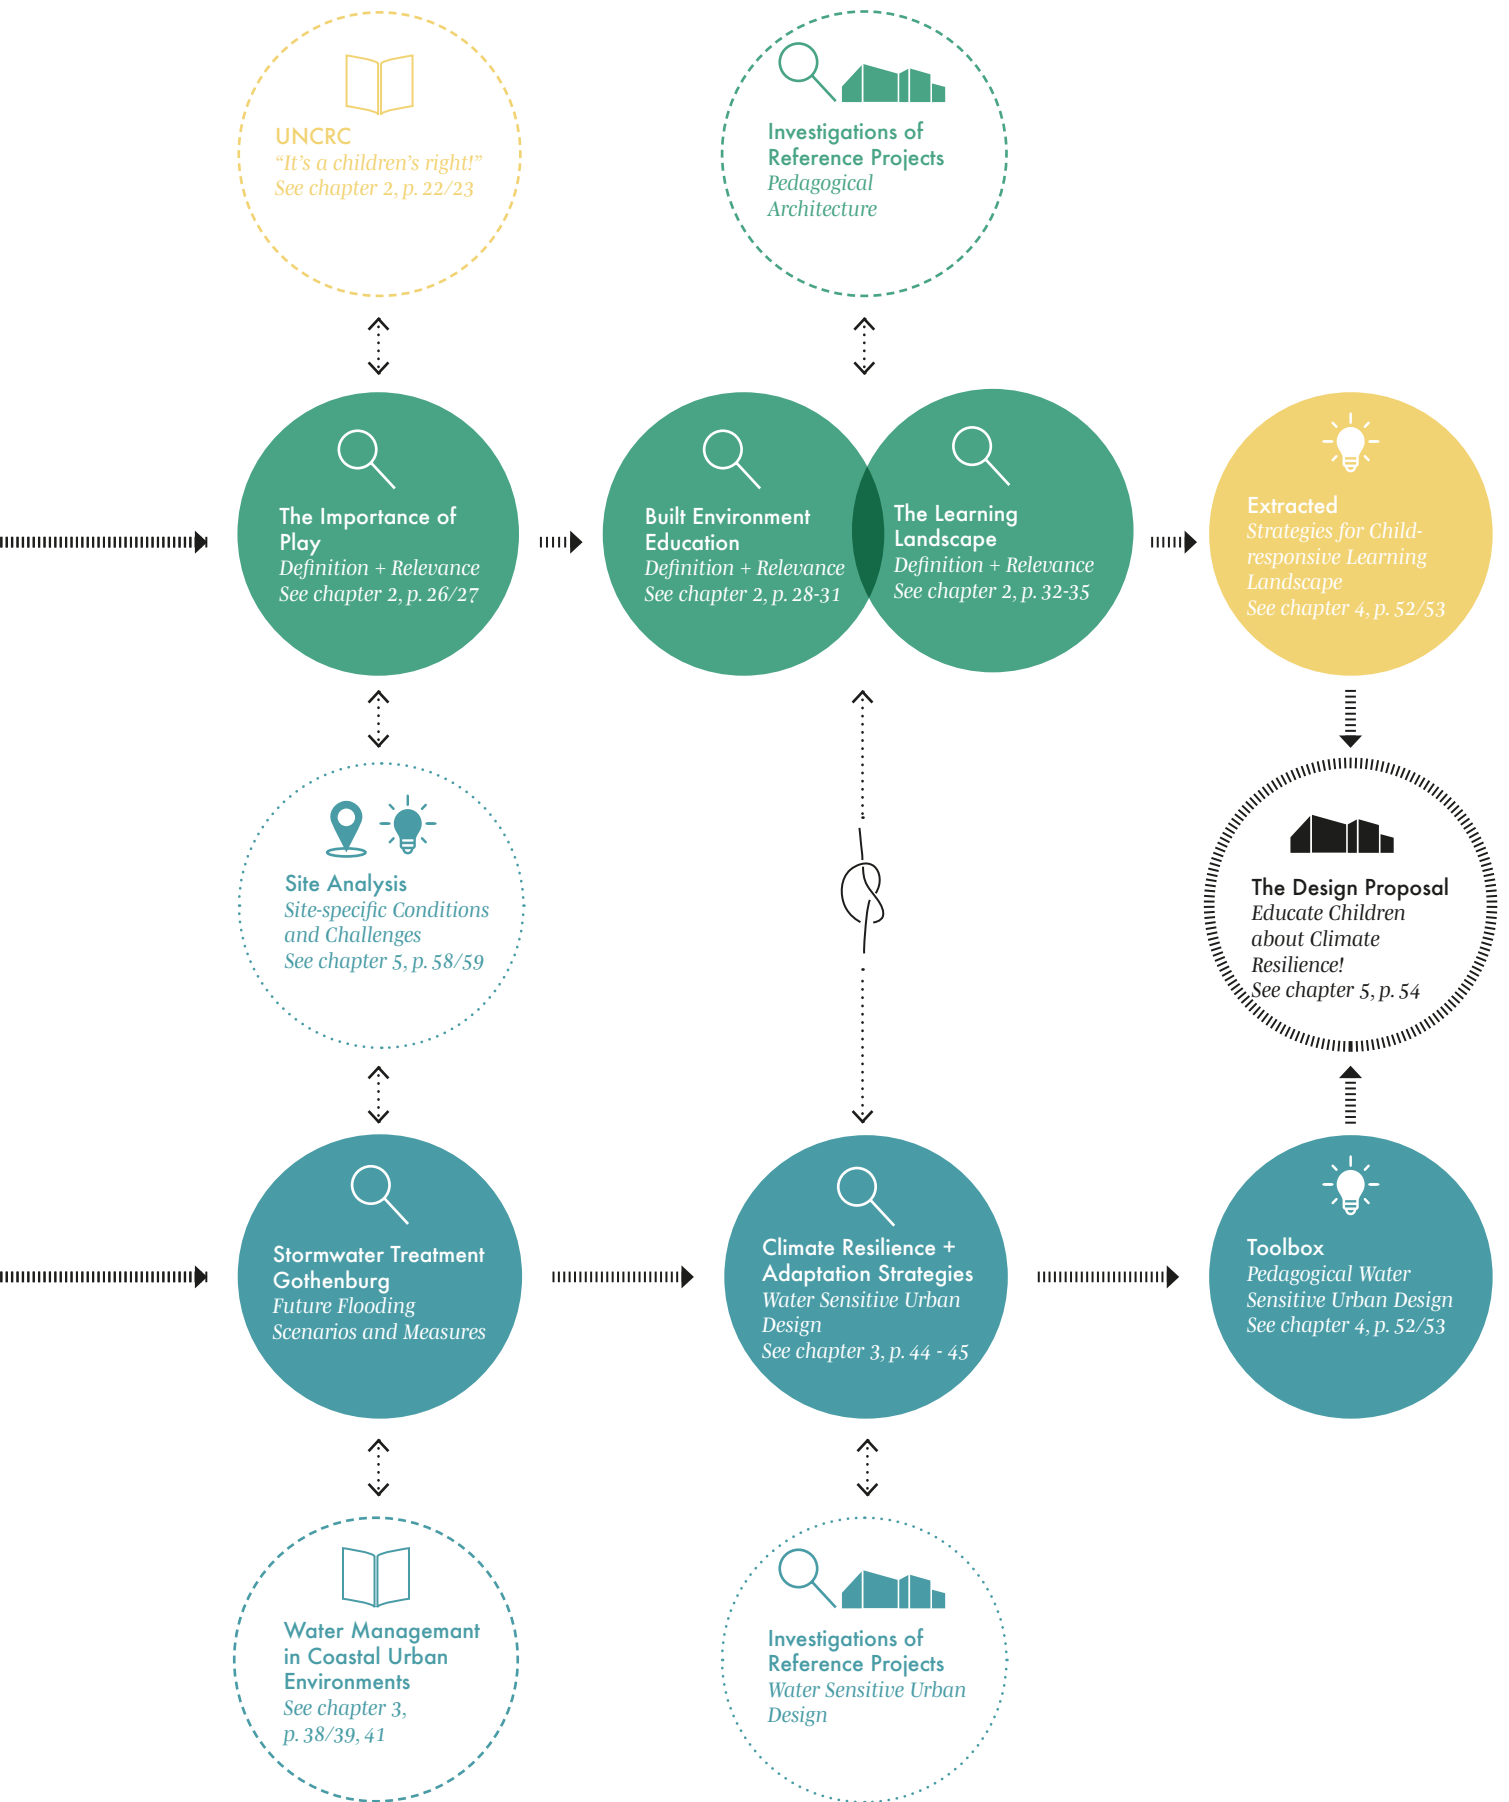 UNCRC
“It’s a children’s right!”
See chapter 2, p. 22/23
Investigations of
Reference Projects
Pedagogical
Architecture
The Importance of
Play
Definition + Relevance
See chapter 2, p. 26/27
Built Environment
Education
Definition + Relevance
See chapter 2, p. 28-31
The Learning
Landscape
Definition + Relevance
See chapter 2, p. 32-35
Extracted
Strategies for Child-
responsive Learning
Landscape
See chapter 4, p. 52/53
Site Analysis
Site-specific Conditions
and Challenges
See chapter 5, p. 58/59
The Design Proposal
Educate Children
about Climate
Resilience!
See chapter 5, p. 54
Stormwater Treatment
Gothenburg
Future Flooding
Scenarios and Measures
Climate Resilience +
Adaptation Strategies
Water Sensitive Urban
Design
See chapter 3, p. 44 - 45
Toolbox
Pedagogical Water
Sensitive Urban Design
See chapter 4, p. 52/53
Water Managemant
in Coastal Urban
Environments
See chapter 3,
p. 38/39, 41
Investigations of
Reference Projects
Water Sensitive Urban
Design